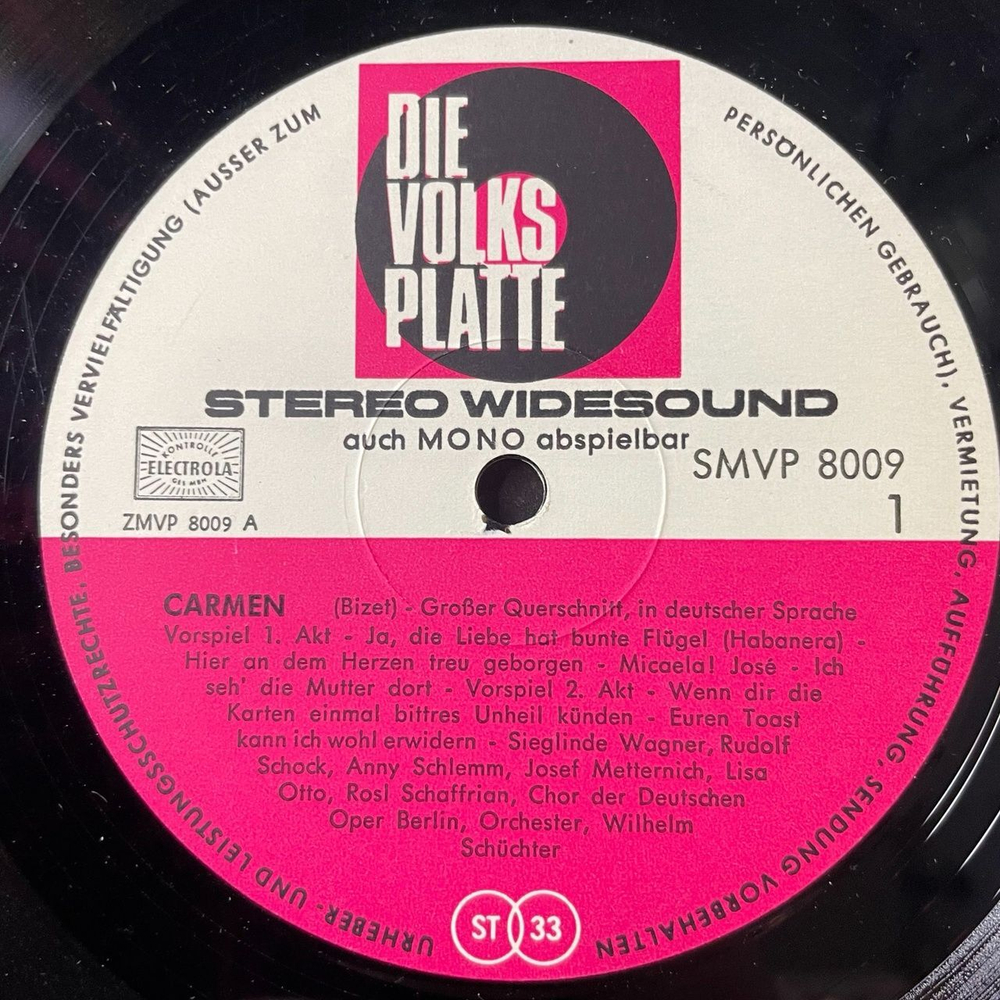 DIE
VOLKS
PLATTE
STEREO WIDESOUND
auch MONO abspielbar
KONTROLLE
ELECTROLA
GES·MBH
SMVP 8009
ZMVP 8009 A
1
CARMEN (Bizet) - Großer Querschnitt, in deutscher Sprache
Vorspiel 1. Akt - Ja, die Liebe hat bunte Flügel (Habanera) -
Hier an dem Herzen treu geborgen - Micaela! José - Ich
seh' die Mutter dort - Vorspiel 2. Akt - Wenn dir die
Karten einmal bittres Unheil künden - Euren Toast
kann ich wohl erwidern - Sieglinde Wagner, Rudolf
Schock, Anny Schlemm, Josef Metternich, Lisa
Otto, Rosl Schaffrian, Chor der Deutschen
Oper Berlin, Orchester, Wilhelm
Schüchter
ST 33
URHEBER- UND LEISTUNGSSCHUTZRECHTE, BESONDERS VERVIELFÄLTIGUNG (AUSSER ZUM PERSÖNLICHEN GEBRAUCH), VERMIETUNG, AUFFÜHRUNG, SENDUNG VORBEHALTEN